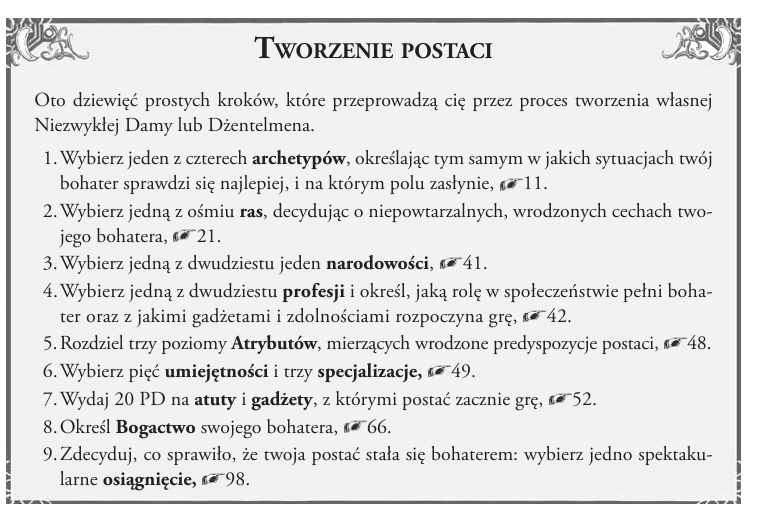 Tworzenie postaci
Oto dziewięć prostych kroków, które przeprowadzą cię przez proces tworzenia własnej
Niezwykłej Damy lub Dżentelmena.
1. Wybierz jeden z czterech archetypów, określając tym samym w jakich sytuacjach twój
bohater sprawdzi się najlepiej, i na którym polu zasłynie, ☛11.
2. Wybierz jedną z ośmiu ras, decydując o niepowtarzalnych, wrodzonych cechach two-
jego bohatera, ☛21.
3. Wybierz jedną z dwudziestu jeden narodowości, ☛41.
4. Wybierz jedną z dwudziestu profesji i określ, jaką rolę w społeczeństwie pełni boha-
ter oraz z jakimi gadżetami i zdolnościami rozpoczyna grę, ☛42.
5. Rozdziel trzy poziomy Atrybutów, mierzących wrodzone predyspozycje postaci, ☛48.
6. Wybierz pięć umiejętności i trzy specjalizacje, ☛49.
7. Wydaj 20 PD na atuty i gadżety, z którymi postać zacznie grę, ☛52.
8. Określ Bogactwo swojego bohatera, ☛66.
9. Zdecyduj, co sprawiło, że twoja postać stała się bohaterem: wybierz jedno spektaku-
larne osiągnięcie, ☛98.